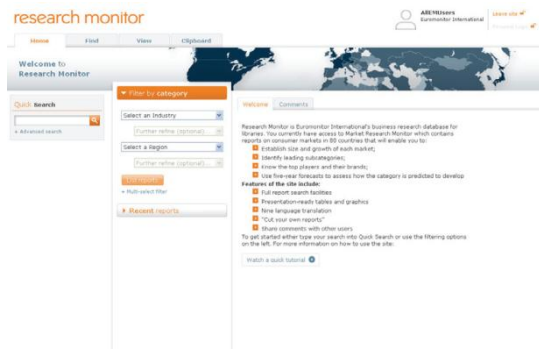 research monitor
AllEMUsers
Euromonitor International
Leave site
Home
Find
View
Clipboard
Welcome to
Research Monitor
Quick Search
Advanced search
Filter by category
Select an Industry
Further refine (optional)...
Select a Region
Further refine (optional)...
Multi-select filter
Recent reports
Welcome
Comments
Research Monitor is Euromonitor International's business research database for
libraries. You currently have access to Market Research Monitor which contains
reports on consumer markets in 80 countries that will enable you to:
Establish size and growth of each market;
Identify leading subcategories;
Know the top players and their brands;
Use five-year forecasts to assess how the category is predicted to develop
Features of the site include:
Full report search facilities
Presentation-ready tables and graphics
Nine language translation
"Cut your own reports"
Share comments with other users
To get started either type your search into Quick Search or use the filtering options
on the left. For more information on how to use the site:
Watch a quick tutorial